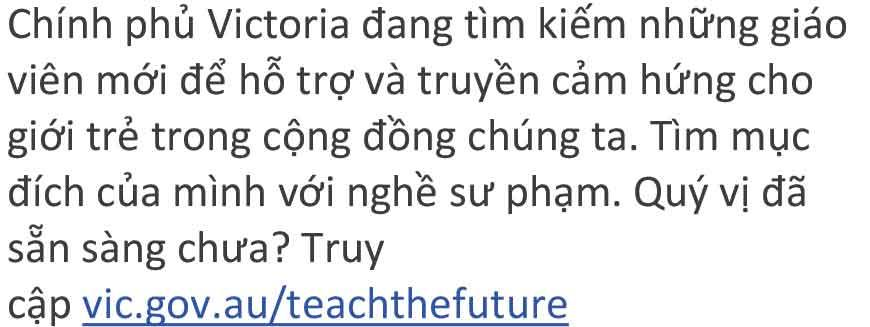 Chính phủ Victoria đang tìm kiếm những giáo
viên mới để hỗ trợ và truyền cảm hứng cho
giới trẻ trong cộng đồng chúng ta. Tìm mục
đích của mình với nghề sư phạm. Quý vị đã
sẵn sàng chưa? Truy
cập vic.gov.au/teachthefuture